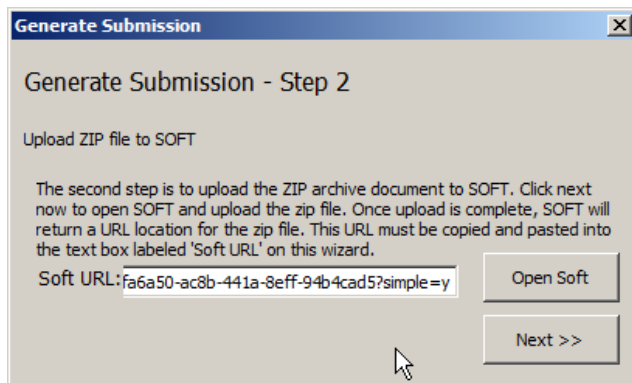 Generate Submission
Generate Submission - Step 2
Upload ZIP file to SOFT
The second step is to upload the ZIP archive document to SOFT. Click next
now to open SOFT and upload the zip file. Once upload is complete, SOFT will
return a URL location for the zip file. This URL must be copied and pasted into
the text box labeled 'Soft URL' on this wizard.
Soft URL: fa6a50-ac8b-441a-8eff-94b4cad5?simple=y
Open Soft
Next >>